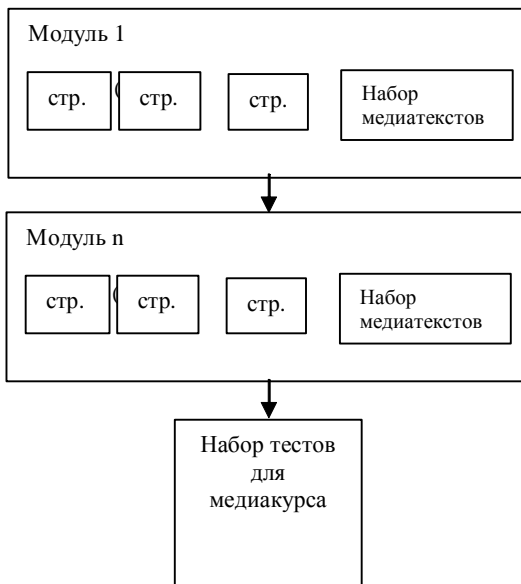 Модуль 1
стр. стр. стр. Набор
медиатекстов
Модуль n
стр. стр. стр. Набор
медиатекстов
Набор тестов
для
медиакурса